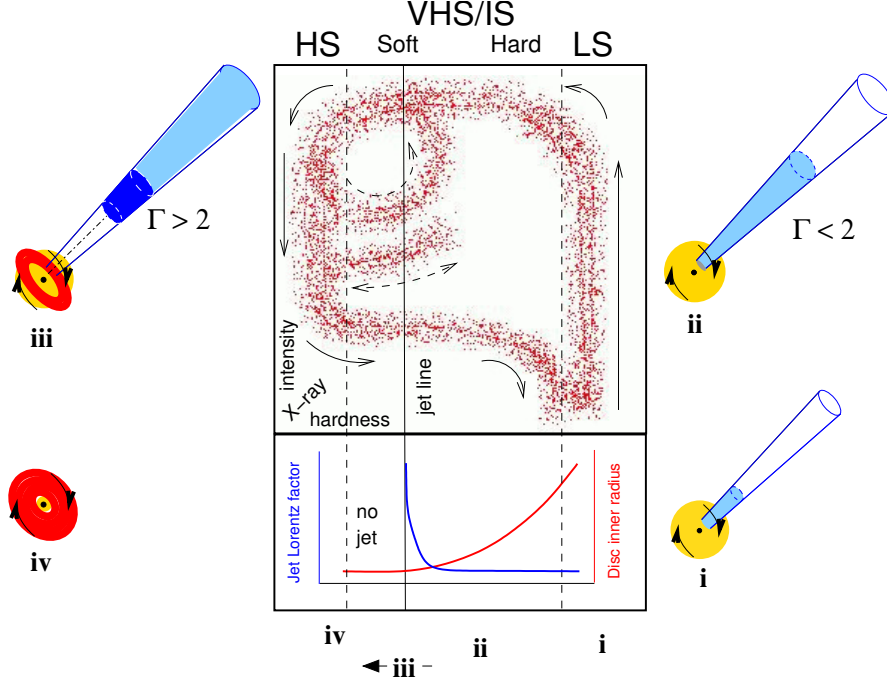 VHS/IS
HS Soft Hard LS
Γ > 2
Γ < 2
iii
ii
intensity
X−ray
hardness
jet line
Jet Lorentz factor
no
jet
Disc inner radius
iv
i
iv
ii
i
iii